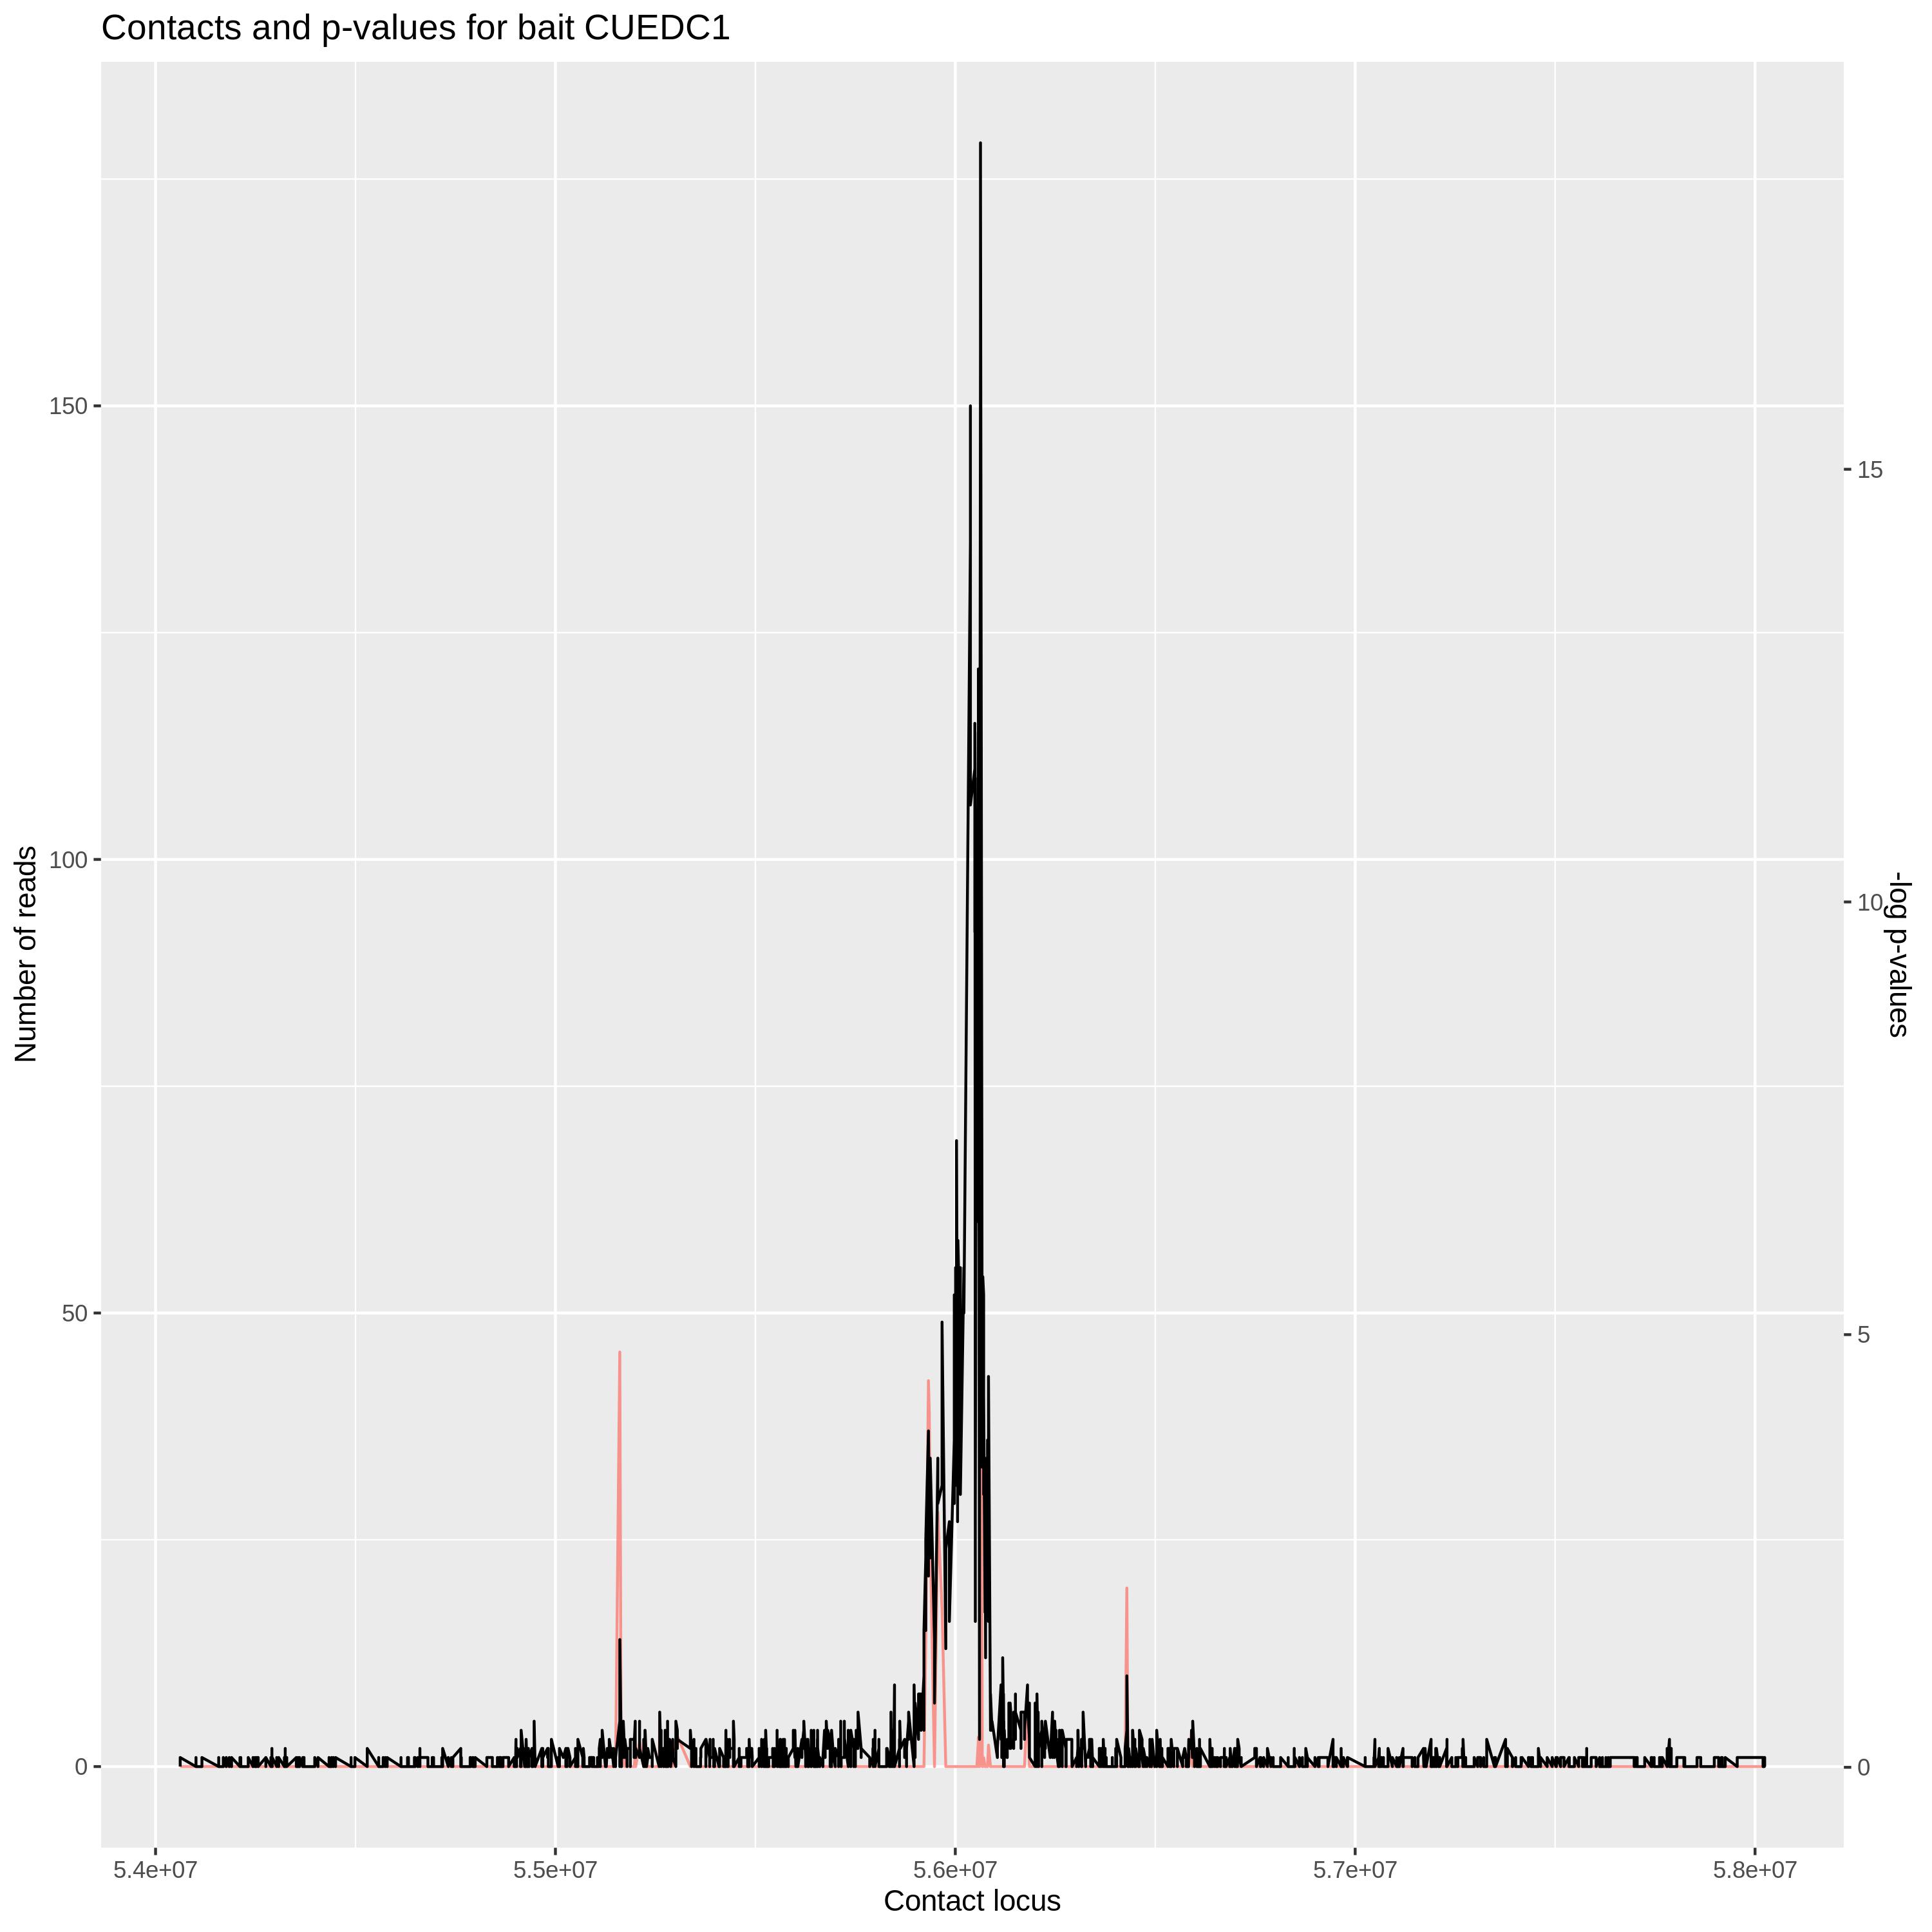 Contacts and p-values for bait CUEDC1
Number of reads
150
100
50
0
15
10
5
0
-log p-values
5.4e+07 5.5e+07 5.6e+07 5.7e+07 5.8e+07
Contact locus